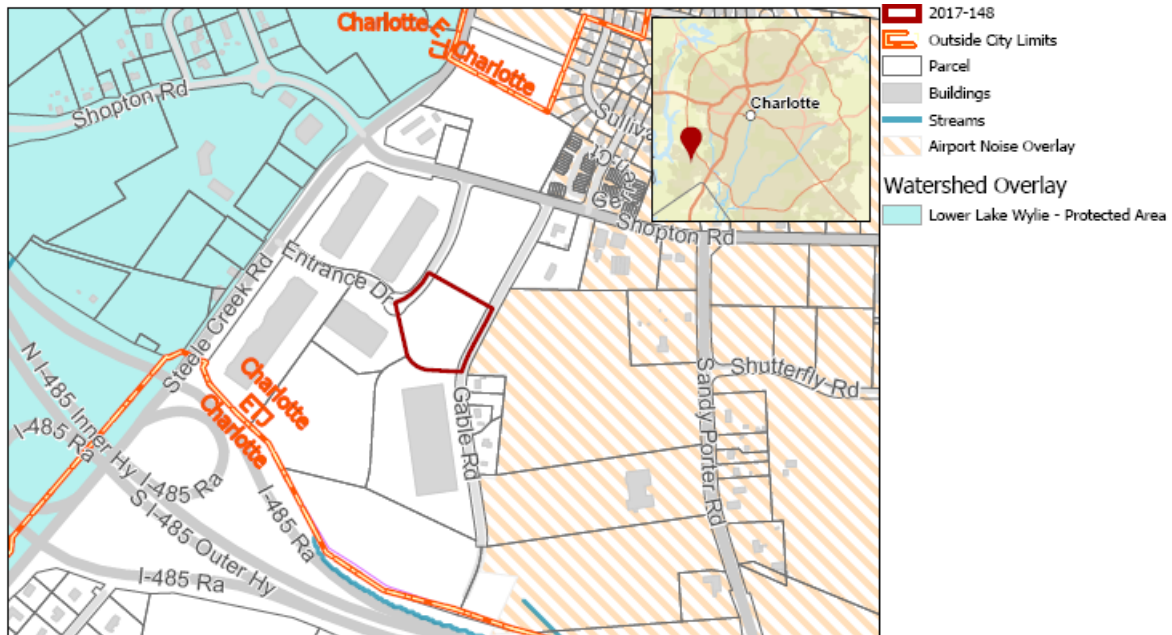 Charlotte
ETJ
Charlotte
Shopton Rd
Charlotte
Shopton Rd
Entrance Dr
Steele Creek Rd
Charlotte
ETJ
Charlotte
N I-485 Inner Hy
I-485 Ra
I-485 Ra
S I-485 Outer Hy
I-485 Ra
I-485 Ra
Gable Rd
Sandy Porter Rd
Shutterfly Rd
2017-148
Outside City Limits
Parcel
Buildings
Streams
Airport Noise Overlay
Watershed Overlay
Lower Lake Wylie - Protected Area